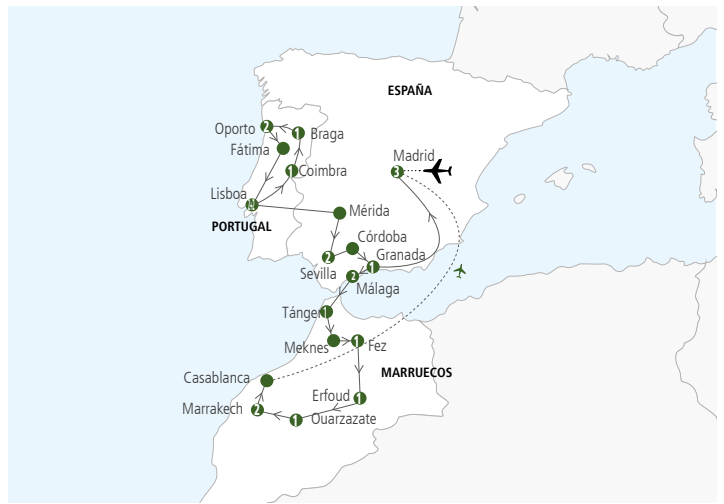 ESPAÑA
2
Oporto
1
Braga
Fátima
Madrid
3
1
Coimbra
Lisboa
PORTUGAL
Mérida
Córdoba
2
Sevilla
1
Granada
2
Málaga
Tánger
1
Meknes
1
Fez
MARRUECOS
Casablanca
Erfoud
1
Marrakech
2
1
Ouarzazate